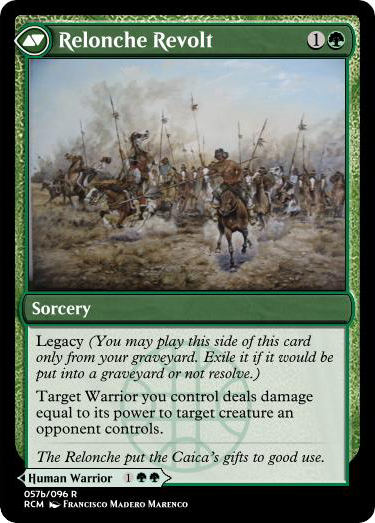 Relonche Revolt 1
Sorcery
Legacy (You may play this side of this card
only from your graveyard. Exile it if it would be
put into a graveyard or not resolve.)
Target Warrior you control deals damage
equal to its power to target creature an
opponent controls.
The Relonche put the Caica's gifts to good use.
Human Warrior 1
057b/096 R
RCM Francisco Madero Marenco